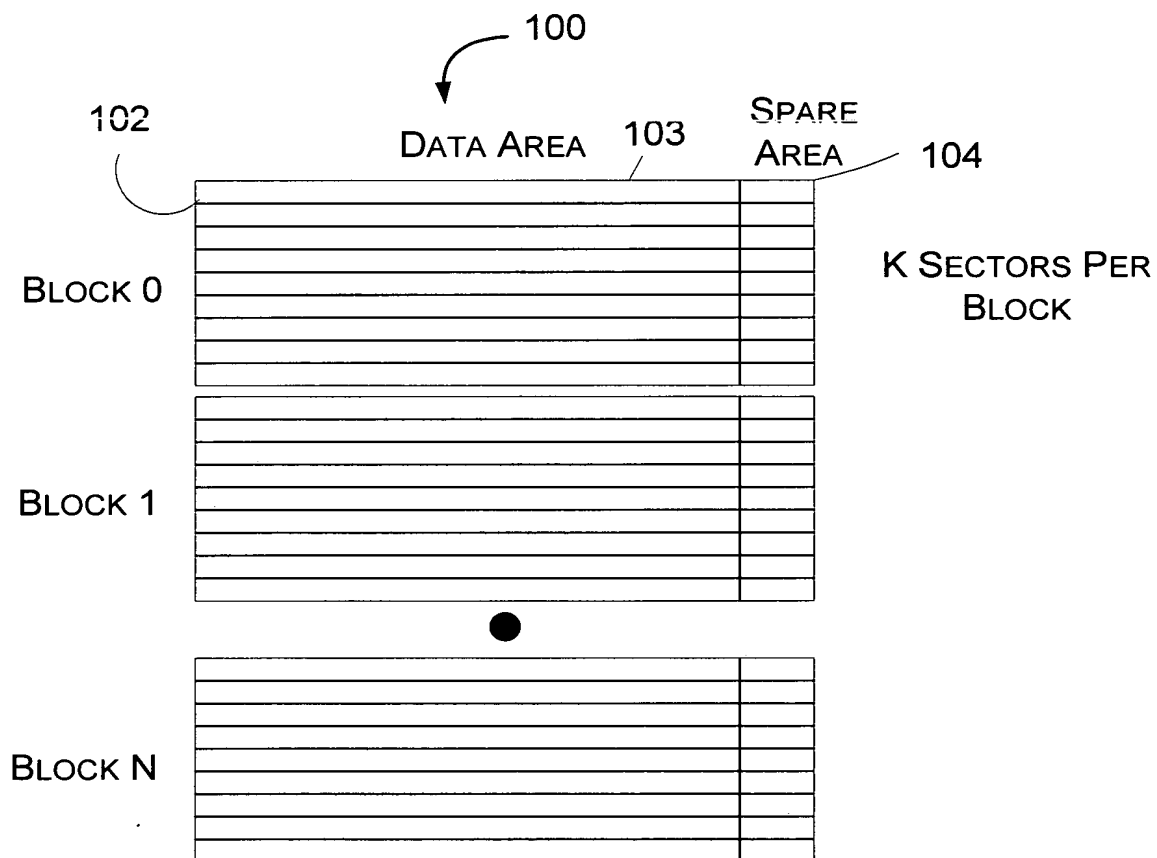 100
102
DATA AREA
103
SPARE
AREA
104
BLOCK 0
K SECTORS PER
BLOCK
BLOCK 1
BLOCK N